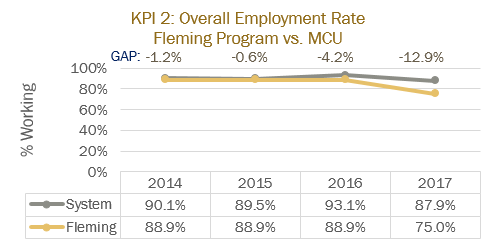 KPI 2: Overall Employment Rate
Fleming Program vs. MCU
GAP: -1.2% -0.6% -4.2% -12.9%
100%
80%
60%
40%
20%
0%
% Working
2014 2015 2016 2017
System 90.1% 89.5% 93.1% 87.9%
Fleming 88.9% 88.9% 88.9% 75.0%